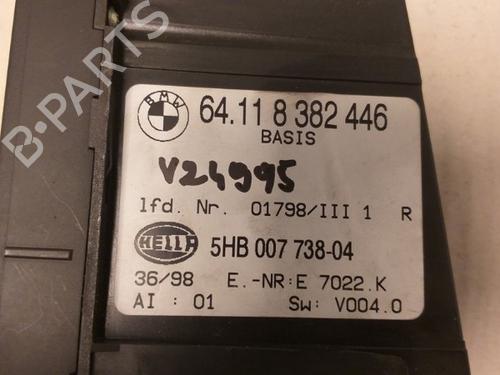 B-PARTS
BMW
64.11 8 382 446
BASIS
V24995
lfd. Nr. 01798/III 1 R
HELLA 5HB 007 738-04
36/98 E.-NR:E 7022.K
AI : 01 Sw: V004.0